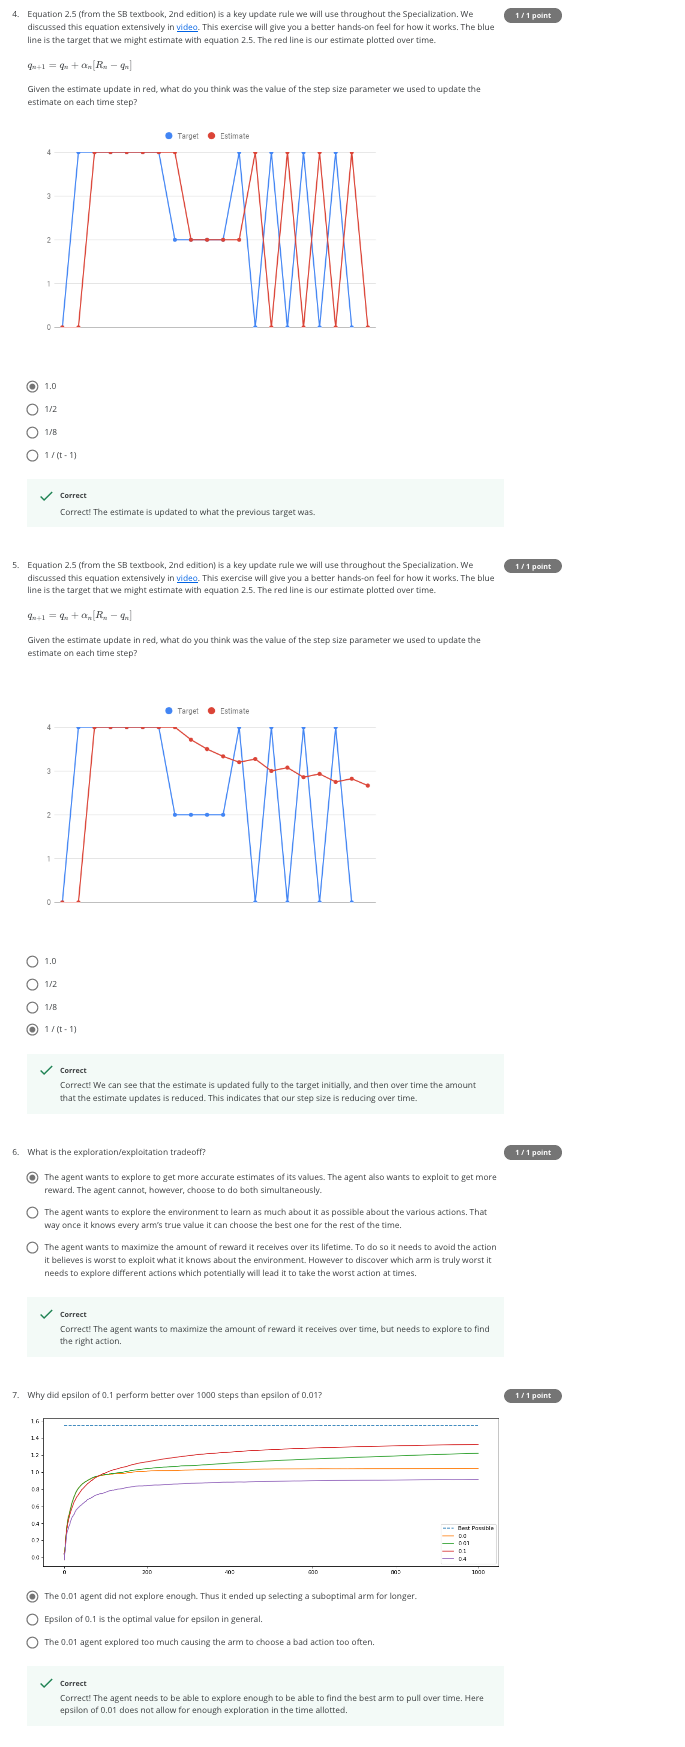 4. Equation 2.5 (from the SB textbook, 2nd edition) is a key update rule we will use throughout the Specialization. We
1 / 1 point
discussed this equation extensively in video. This exercise will give you a better hands-on feel for how it works. The blue
line is the target that we might estimate with equation 2.5. The red line is our estimate plotted over time.
qₙ₊₁ = qₙ + αₙ[Rₙ − qₙ]
Given the estimate update in red, what do you think was the value of the step size parameter we used to update the
estimate on each time step?
Target Estimate
4
3
2
1
0
1.0
1/2
1/8
1 / (t - 1)
Correct
Correct! The estimate is updated to what the previous target was.
5. Equation 2.5 (from the SB textbook, 2nd edition) is a key update rule we will use throughout the Specialization. We
1 / 1 point
discussed this equation extensively in video. This exercise will give you a better hands-on feel for how it works. The blue
line is the target that we might estimate with equation 2.5. The red line is our estimate plotted over time.
qₙ₊₁ = qₙ + αₙ[Rₙ − qₙ]
Given the estimate update in red, what do you think was the value of the step size parameter we used to update the
estimate on each time step?
Target Estimate
4
3
2
1
0
1.0
1/2
1/8
1 / (t - 1)
Correct
Correct! We can see that the estimate is updated fully to the target initially, and then over time the amount
that the estimate updates is reduced. This indicates that our step size is reducing over time.
6. What is the exploration/exploitation tradeoff?
1 / 1 point
The agent wants to explore to get more accurate estimates of its values. The agent also wants to exploit to get more
reward. The agent cannot, however, choose to do both simultaneously.
The agent wants to explore the environment to learn as much about it as possible about the various actions. That
way once it knows every arm's true value it can choose the best one for the rest of the time.
The agent wants to maximize the amount of reward it receives over its lifetime. To do so it needs to avoid the action
it believes is worst to exploit what it knows about the environment. However to discover which arm is truly worst it
needs to explore different actions which potentially will lead it to take the worst action at times.
Correct
Correct! The agent wants to maximize the amount of reward it receives over time, but needs to explore to find
the right action.
7. Why did epsilon of 0.1 perform better over 1000 steps than epsilon of 0.01?
1 / 1 point
1.6
1.4
1.2
1.0
0.8
0.6
0.4
0.2
0.0
Best Possible
0.0
0.01
0.1
0.4
0 200 400 600 800 1000
The 0.01 agent did not explore enough. Thus it ended up selecting a suboptimal arm for longer.
Epsilon of 0.1 is the optimal value for epsilon in general.
The 0.01 agent explored too much causing the arm to choose a bad action too often.
Correct
Correct! The agent needs to be able to explore enough to be able to find the best arm to pull over time. Here
epsilon of 0.01 does not allow for enough exploration in the time allotted.